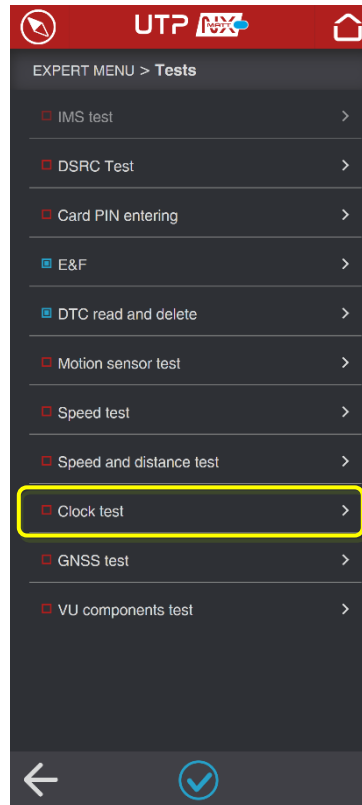 UTP NX MATT
EXPERT MENU > Tests
IMS test
DSRC Test
Card PIN entering
E&F
DTC read and delete
Motion sensor test
Speed test
Speed and distance test
Clock test
GNSS test
VU components test